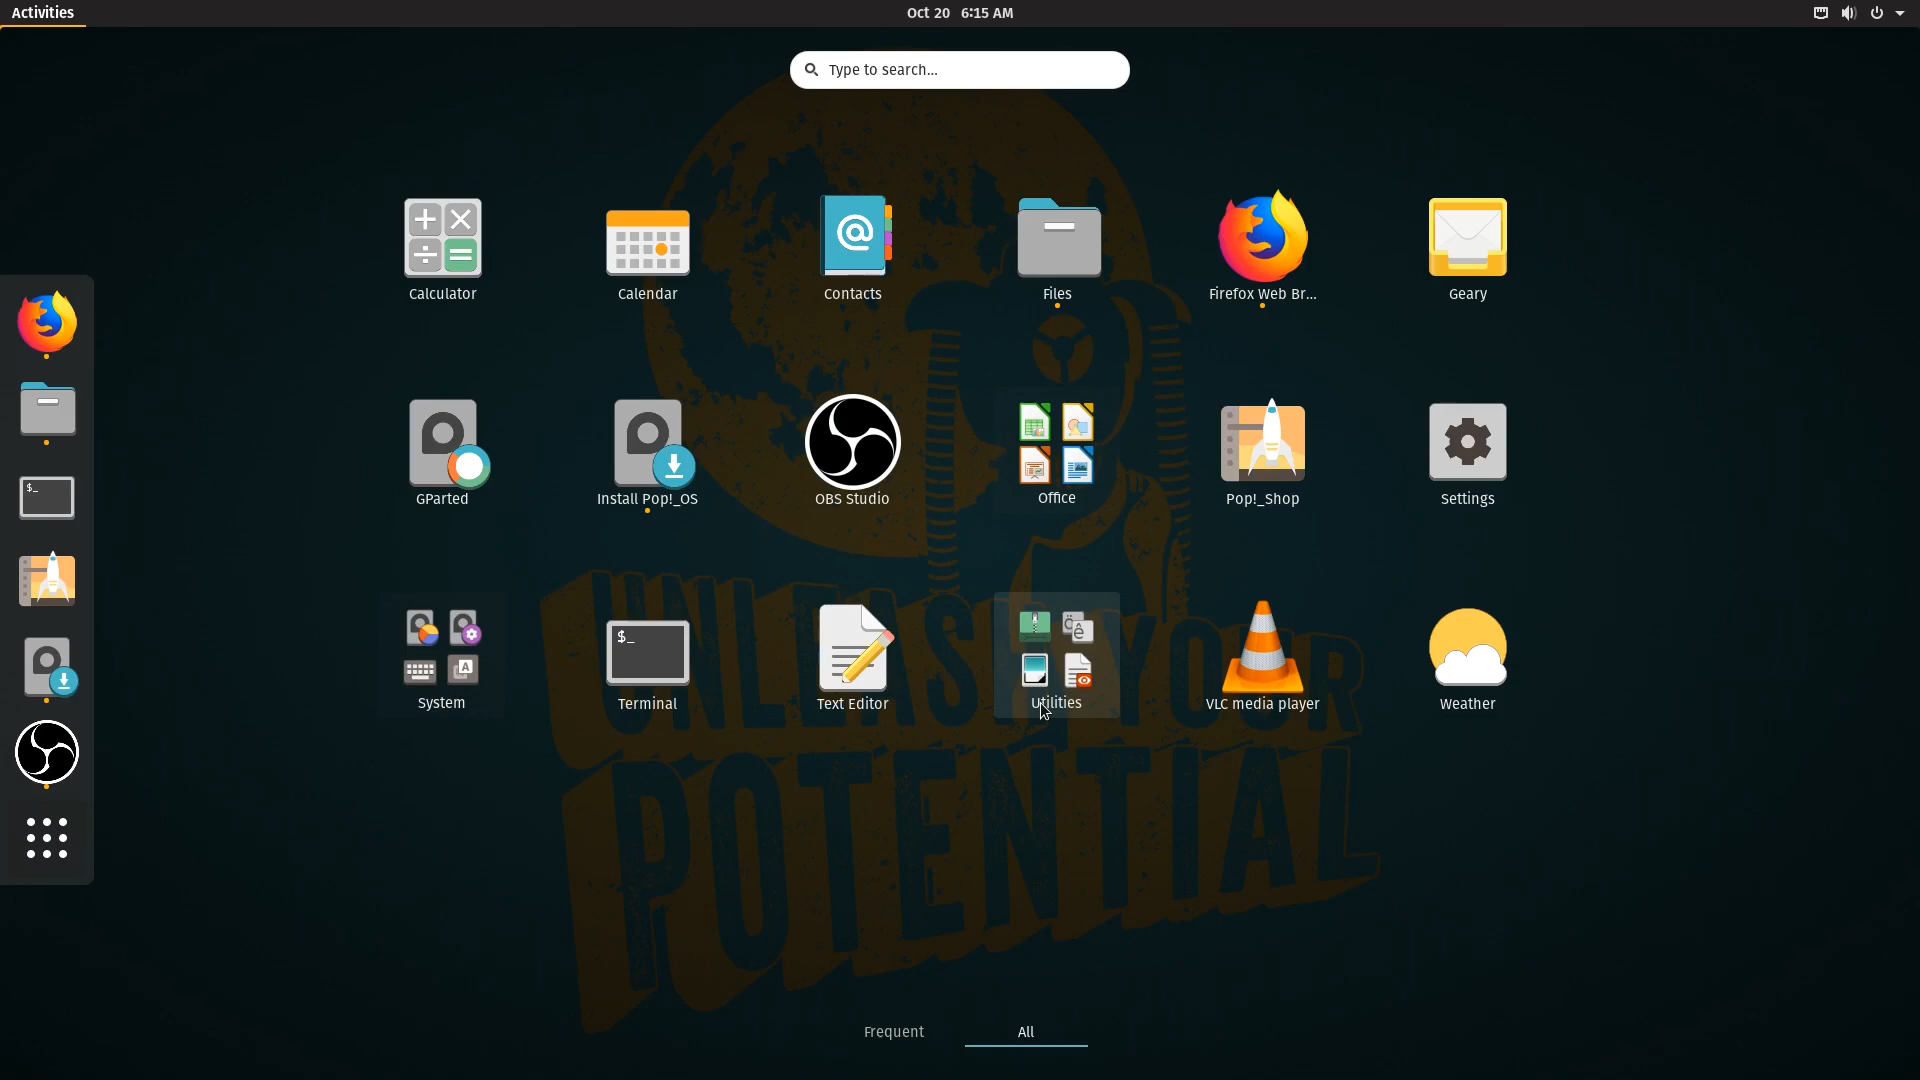 Activities
Oct 20 6:15 AM
Type to search...
Calculator
Calendar
Contacts
Files
Firefox Web Br...
Geary
GParted
Install Pop!_OS
OBS Studio
Office
Pop!_Shop
Settings
$_
System
$_
Terminal
Text Editor
Utilities
VLC media player
Weather
UNLEASH YOUR
POTENTIAL
Frequent
All